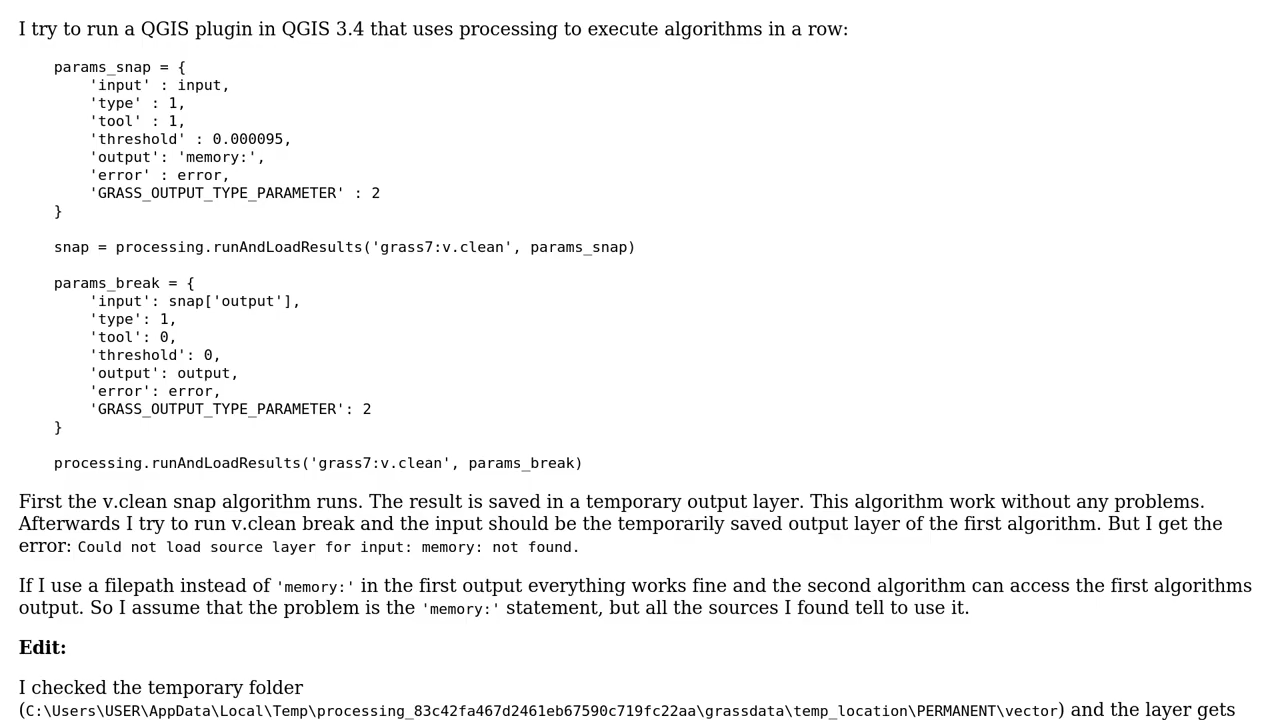 I try to run a QGIS plugin in QGIS 3.4 that uses processing to execute algorithms in a row:
params_snap = {
    'input' : input,
    'type' : 1,
    'tool' : 1,
    'threshold' : 0.000095,
    'output': 'memory:',
    'error' : error,
    'GRASS_OUTPUT_TYPE_PARAMETER' : 2
}
snap = processing.runAndLoadResults('grass7:v.clean', params_snap)
params_break = {
    'input': snap['output'],
    'type': 1,
    'tool': 0,
    'threshold': 0,
    'output': output,
    'error': error,
    'GRASS_OUTPUT_TYPE_PARAMETER': 2
}
processing.runAndLoadResults('grass7:v.clean', params_break)
First the v.clean snap algorithm runs. The result is saved in a temporary output layer. This algorithm work without any problems.
Afterwards I try to run v.clean break and the input should be the temporarily saved output layer of the first algorithm. But I get the
error: Could not load source layer for input: memory: not found.
If I use a filepath instead of 'memory:' in the first output everything works fine and the second algorithm can access the first algorithms
output. So I assume that the problem is the 'memory:' statement, but all the sources I found tell to use it.
Edit:
I checked the temporary folder
(C:\Users\USER\AppData\Local\Temp\processing_83c42fa467d2461eb67590c719fc22aa\grassdata\temp_location\PERMANENT\vector) and the layer gets